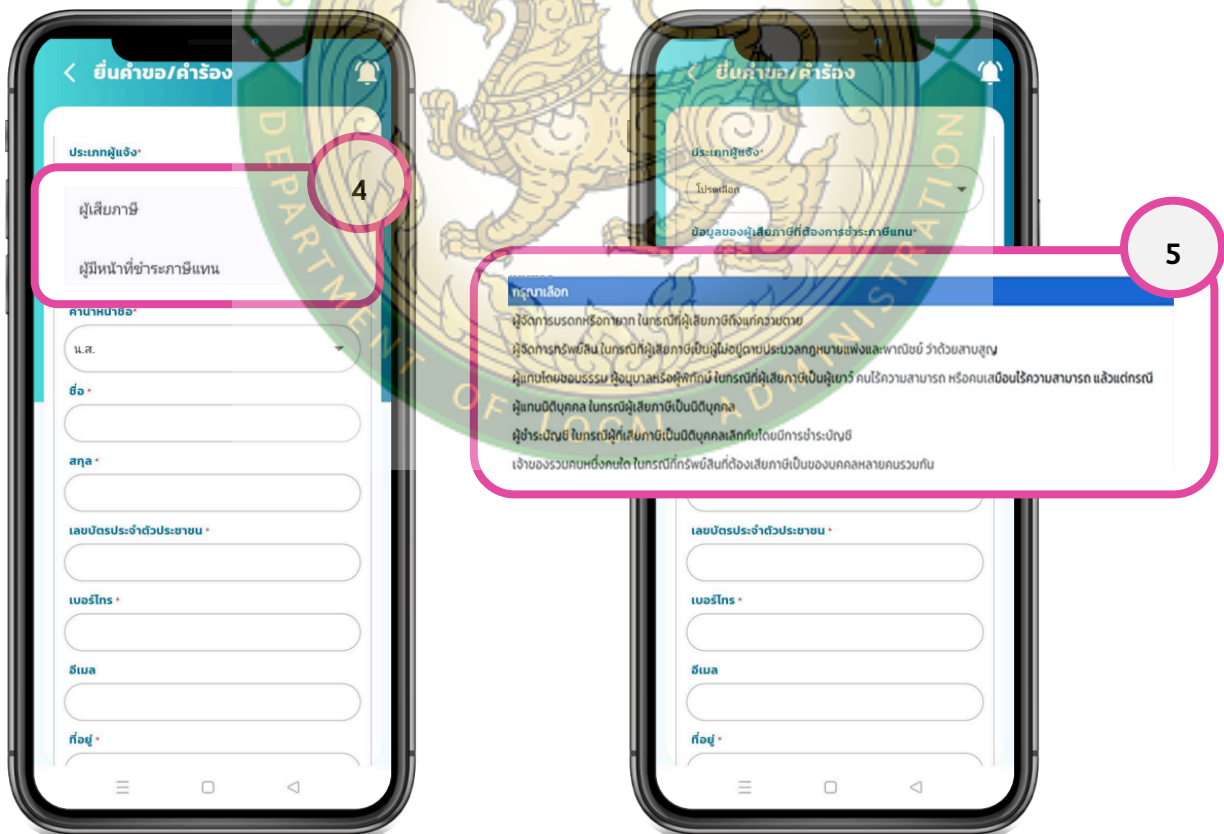 ยื่นคำขอ/คำร้อง
ประเภทผู้แจ้ง*
4
ผู้เสียภาษี
ผู้มีหน้าที่ชำระภาษีแทน
คำนำหน้าชื่อ*
น.ส.
ชื่อ *
สกุล *
เลขบัตรประจำตัวประชาชน *
เบอร์โทร *
อีเมล
ที่อยู่ *
ยื่นคำขอ/คำร้อง
ประเภทผู้แจ้ง*
โปรดเลือก
ข้อมูลของผู้เสียภาษีที่ต้องการชำระภาษีแทน*
5
กรุณาเลือก
ผู้จัดการมรดกหรือทายาท ในกรณีที่ผู้เสียภาษีถึงแก่ความตาย
ผู้จัดการทรัพย์สิน ในกรณีที่ผู้เสียภาษีเป็นผู้ไม่อยู่ตามประมวลกฎหมายแพ่งและพาณิชย์ ว่าด้วยสาบสูญ
ผู้แทนโดยชอบธรรม ผู้อนุบาลหรือผู้พิทักษ์ ในกรณีที่ผู้เสียภาษีเป็นผู้เยาว์ คนไร้ความสามารถ หรือคนเสมือนไร้ความสามารถ แล้วแต่กรณี
ผู้แทนนิติบุคคล ในกรณีผู้เสียภาษีเป็นนิติบุคคล
ผู้ชำระบัญชี ในกรณีผู้ที่เสียภาษีเป็นนิติบุคคลเลิกกันโดยมีการชำระบัญชี
เจ้าของรวมคนหนึ่งคนใด ในกรณีที่ทรัพย์สินที่ต้องเสียภาษีเป็นของบุคคลหลายคนรวมกัน
เลขบัตรประจำตัวประชาชน *
เบอร์โทร *
อีเมล
ที่อยู่ *
DEPARTMENT OF LOCAL ADMINISTRATION